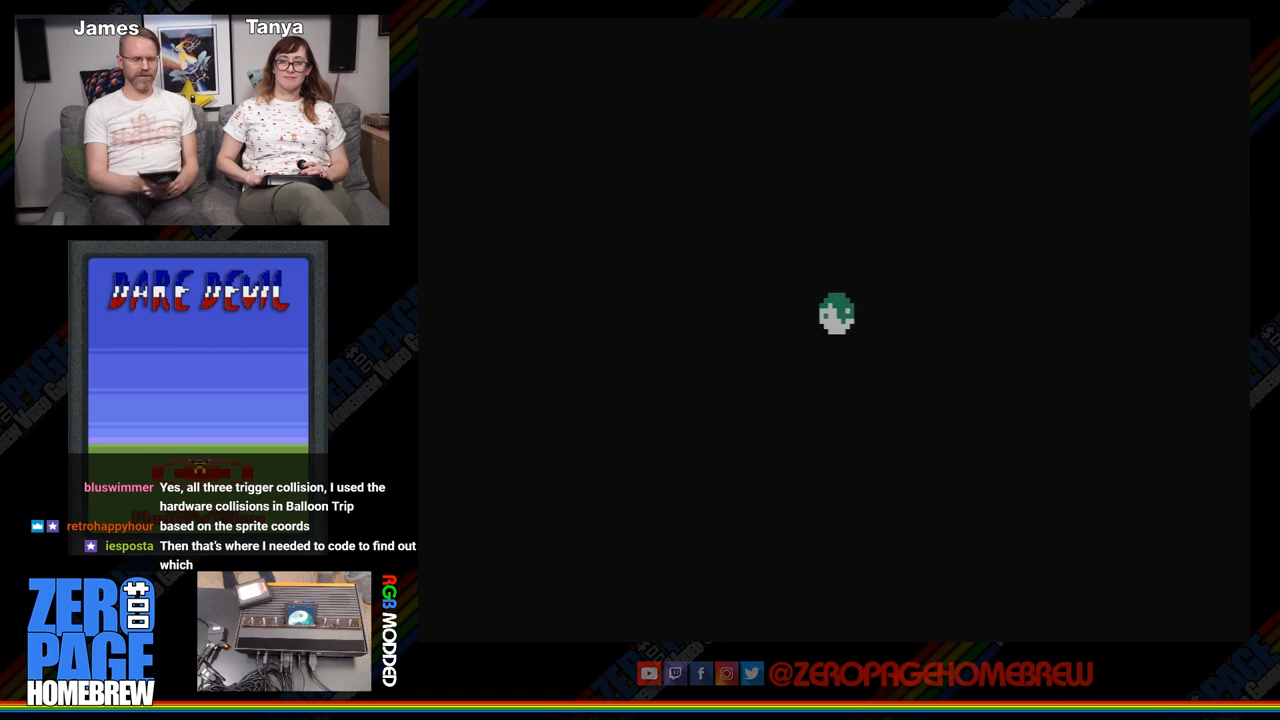 James
Tanya
DARE DEVIL
bluswimmer Yes, all three trigger collision, I used the
hardware collisions in Balloon Trip
retrohappyhour based on the sprite coords
iesposta Then that's where I needed to code to find out
which
ZERO
PAGE
HOMEBREW
RGB MODDED
@ZEROPAGEHOMEBREW